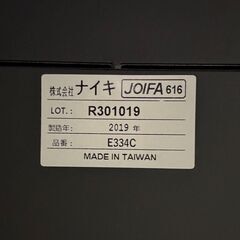 株式会社 ナイキ JOIFA 616
LOT.: R301019
製造年: 2019 年
品番: E334C
MADE IN TAIWAN